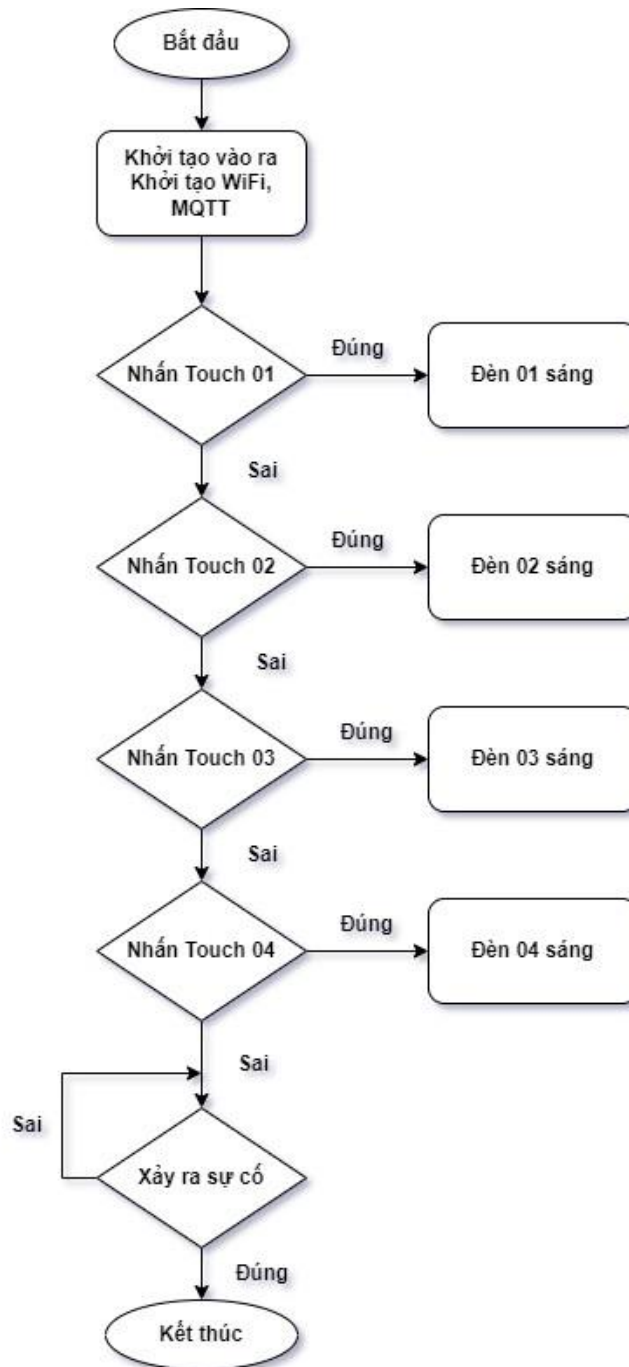 Bắt đầu
Khởi tạo vào ra
Khởi tạo WiFi,
MQTT
Nhấn Touch 01
Đúng
Đèn 01 sáng
Sai
Nhấn Touch 02
Đúng
Đèn 02 sáng
Sai
Nhấn Touch 03
Đúng
Đèn 03 sáng
Sai
Nhấn Touch 04
Đúng
Đèn 04 sáng
Sai
Sai
Xảy ra sự cố
Đúng
Kết thúc